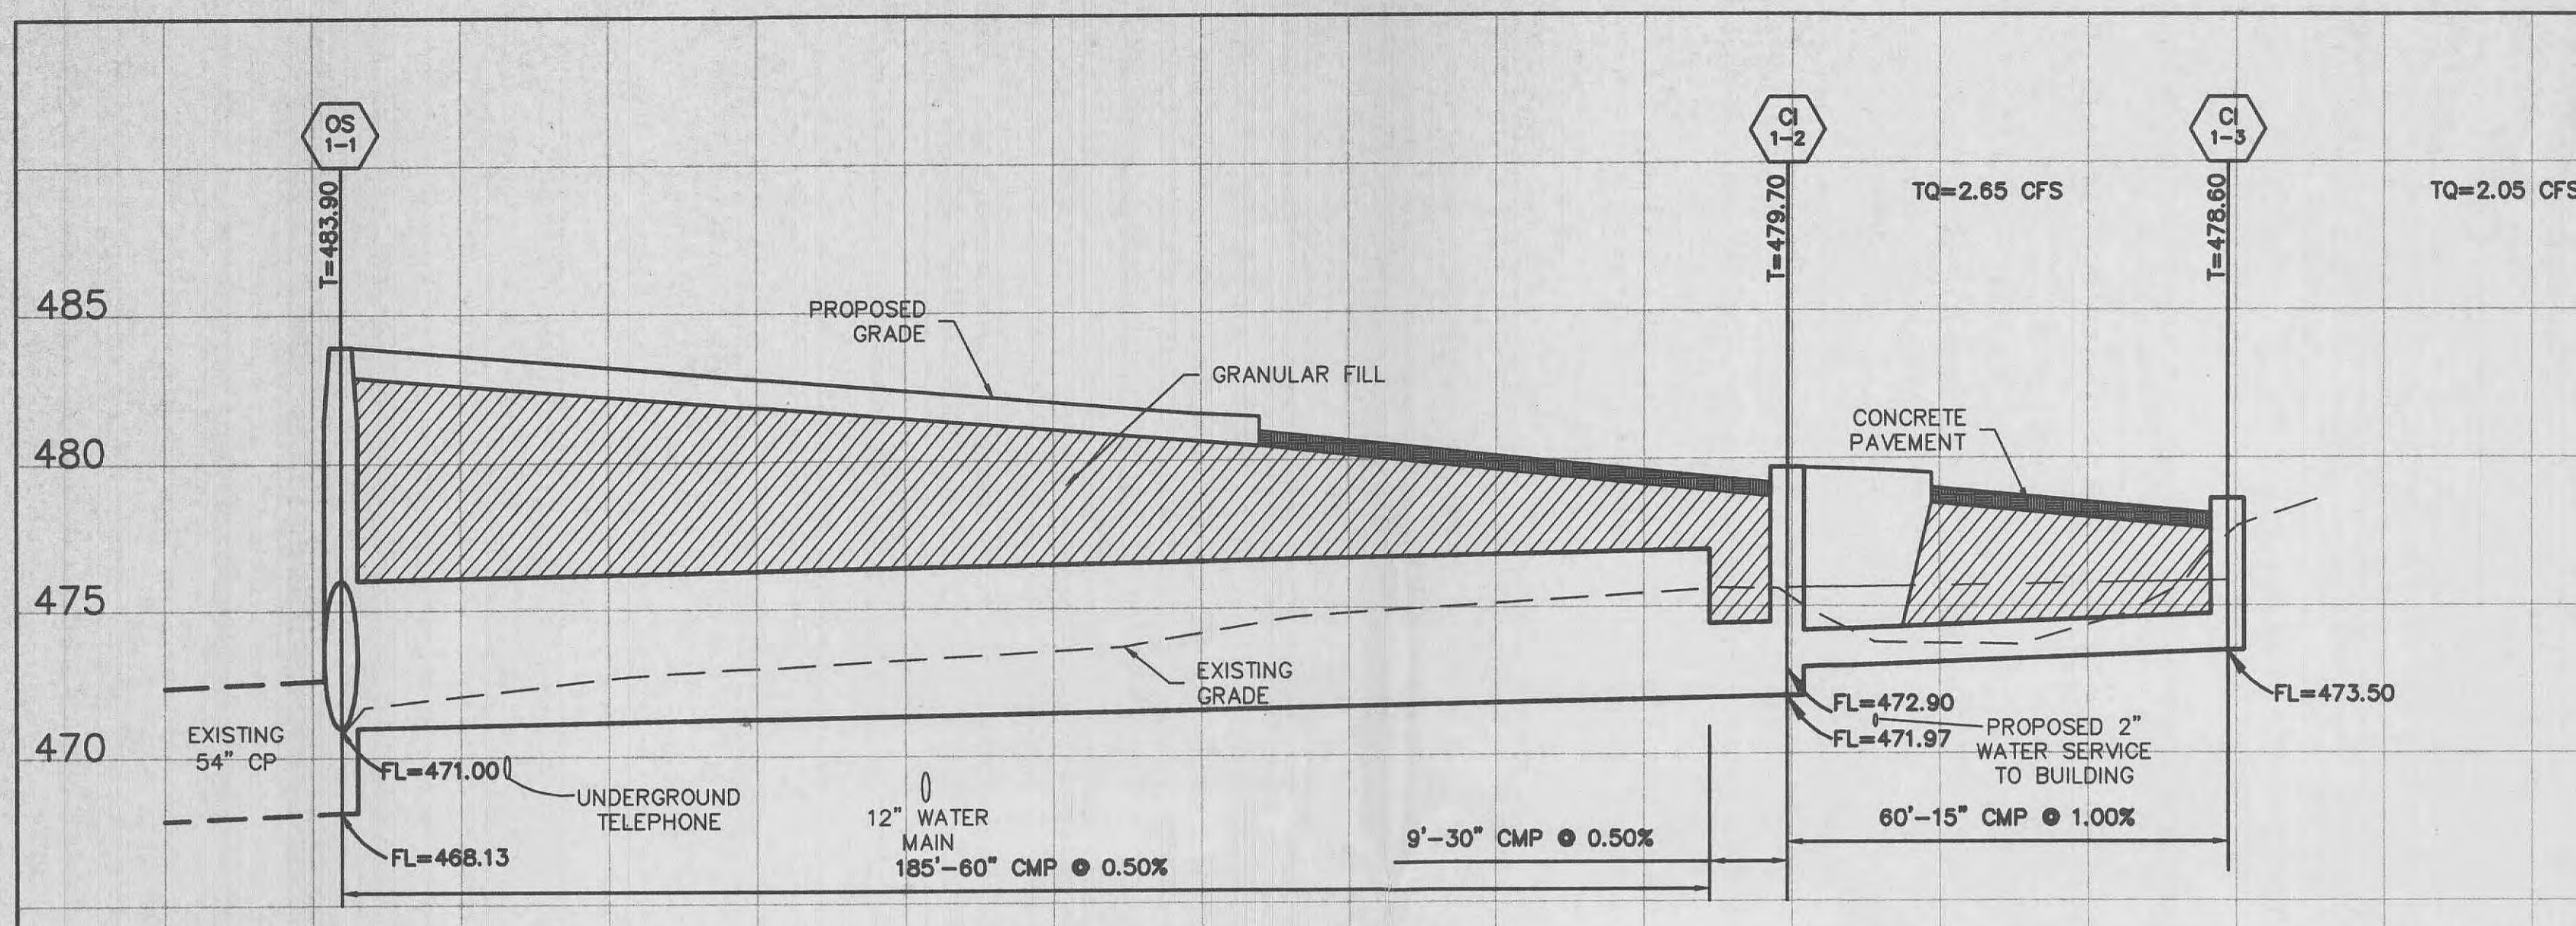 OS
1-1
CI
1-2
CI
1-3
T=483.90
T=479.70
T=478.60
TQ=2.65 CFS
TQ=2.05 CFS
485
480
475
470
PROPOSED
GRADE
GRANULAR FILL
CONCRETE
PAVEMENT
EXISTING
GRADE
EXISTING
54" CP
FL=471.00
UNDERGROUND
TELEPHONE
FL=468.13
12" WATER
MAIN
185'-60" CMP @ 0.50%
9'-30" CMP @ 0.50%
FL=472.90
FL=471.97
PROPOSED 2"
WATER SERVICE
TO BUILDING
60'-15" CMP @ 1.00%
FL=473.50